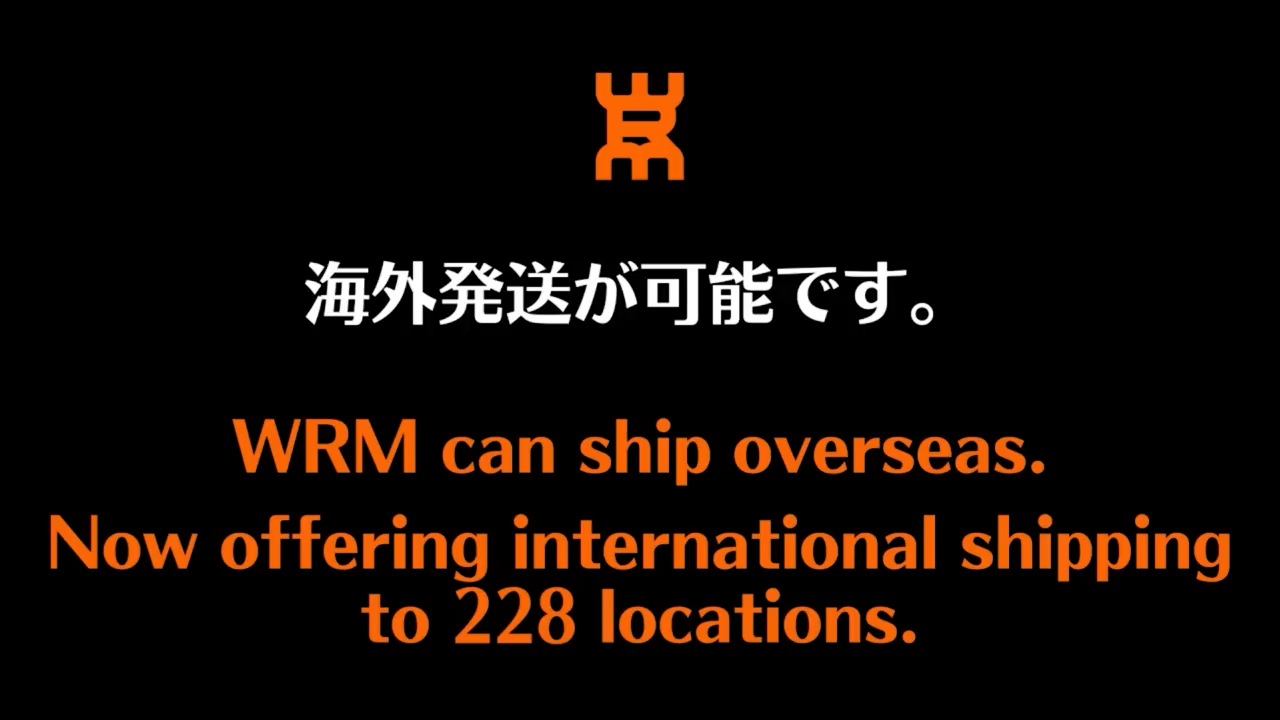 海外発送が可能です。
WRM can ship overseas.
Now offering international shipping
to 228 locations.